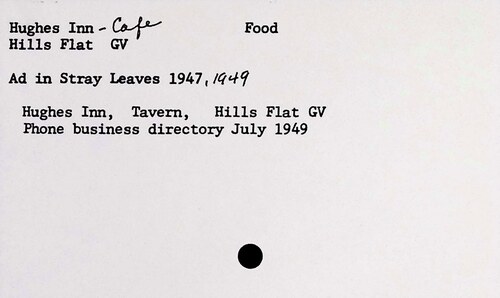 Hughes Inn - Cafe Food
Hills Flat GV
Ad in Stray Leaves 1947, 1949
Hughes Inn, Tavern, Hills Flat GV
Phone business directory July 1949